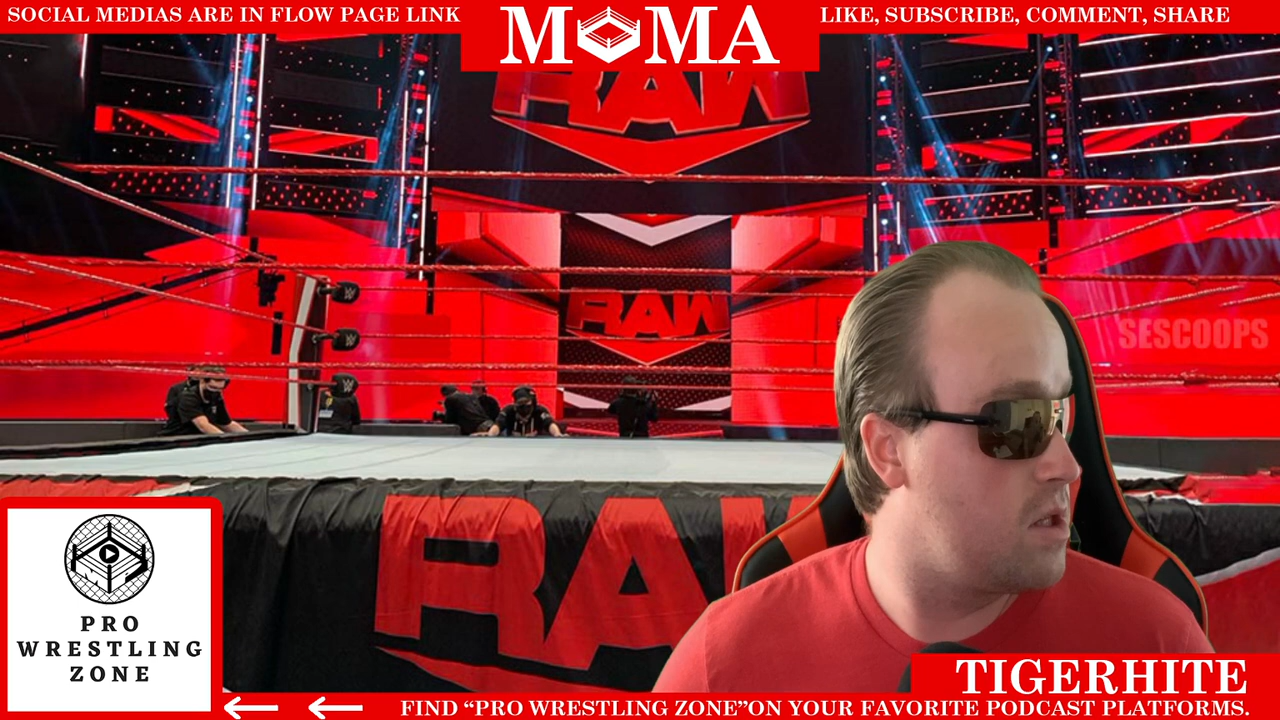 SOCIAL MEDIAS ARE IN FLOW PAGE LINK
MOMA
LIKE, SUBSCRIBE, COMMENT, SHARE
RAW
RAW
SESCOOPS
W
W
W
RAW
PRO
WRESTLING
ZONE
TIGERHITE
FIND “PRO WRESTLING ZONE”ON YOUR FAVORITE PODCAST PLATFORMS.